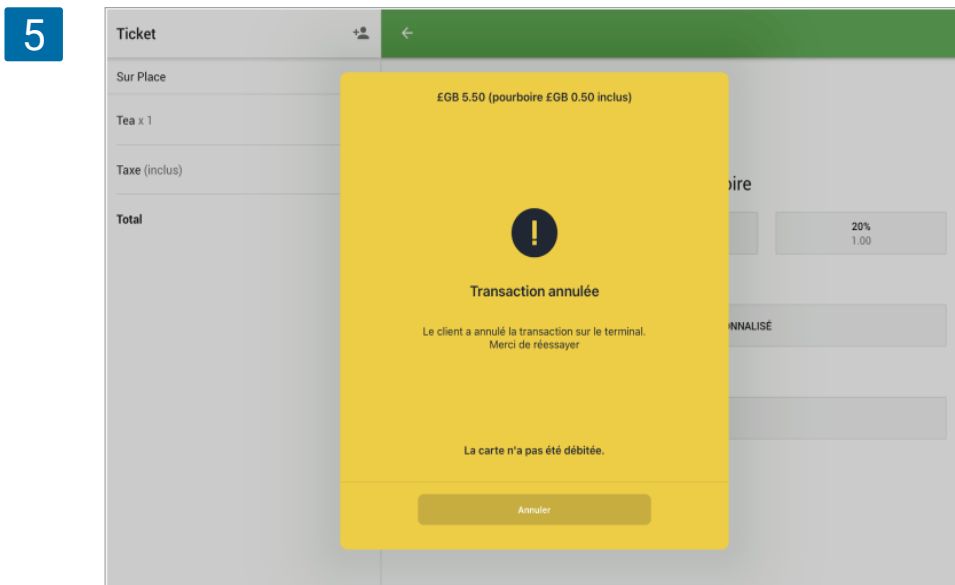 5
Ticket
Sur Place
Tea x 1
Taxe (inclus)
Total
£GB 5.50 (pourboire £GB 0.50 inclus)
Transaction annulée
Le client a annulé la transaction sur le terminal.
Merci de réessayer
La carte n'a pas été débitée.
Annuler
oire
20%
1.00
NNALISÉ